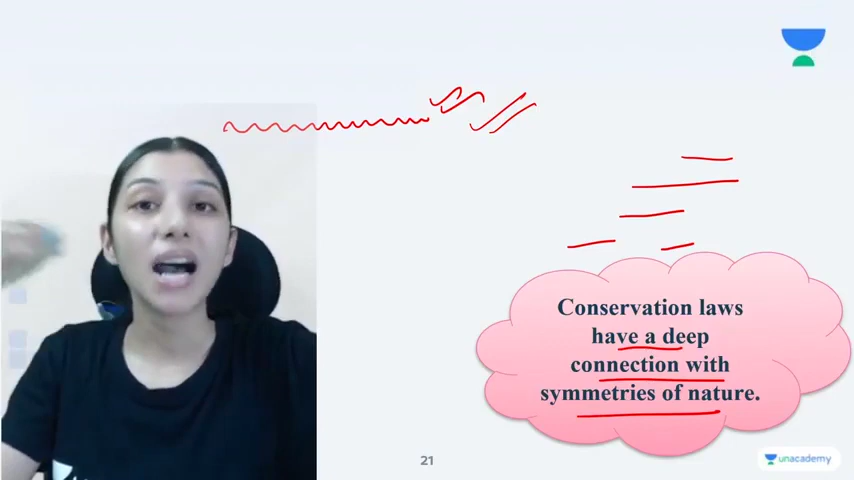 Conservation laws
have a deep
connection with
symmetries of nature.
21
unacademy